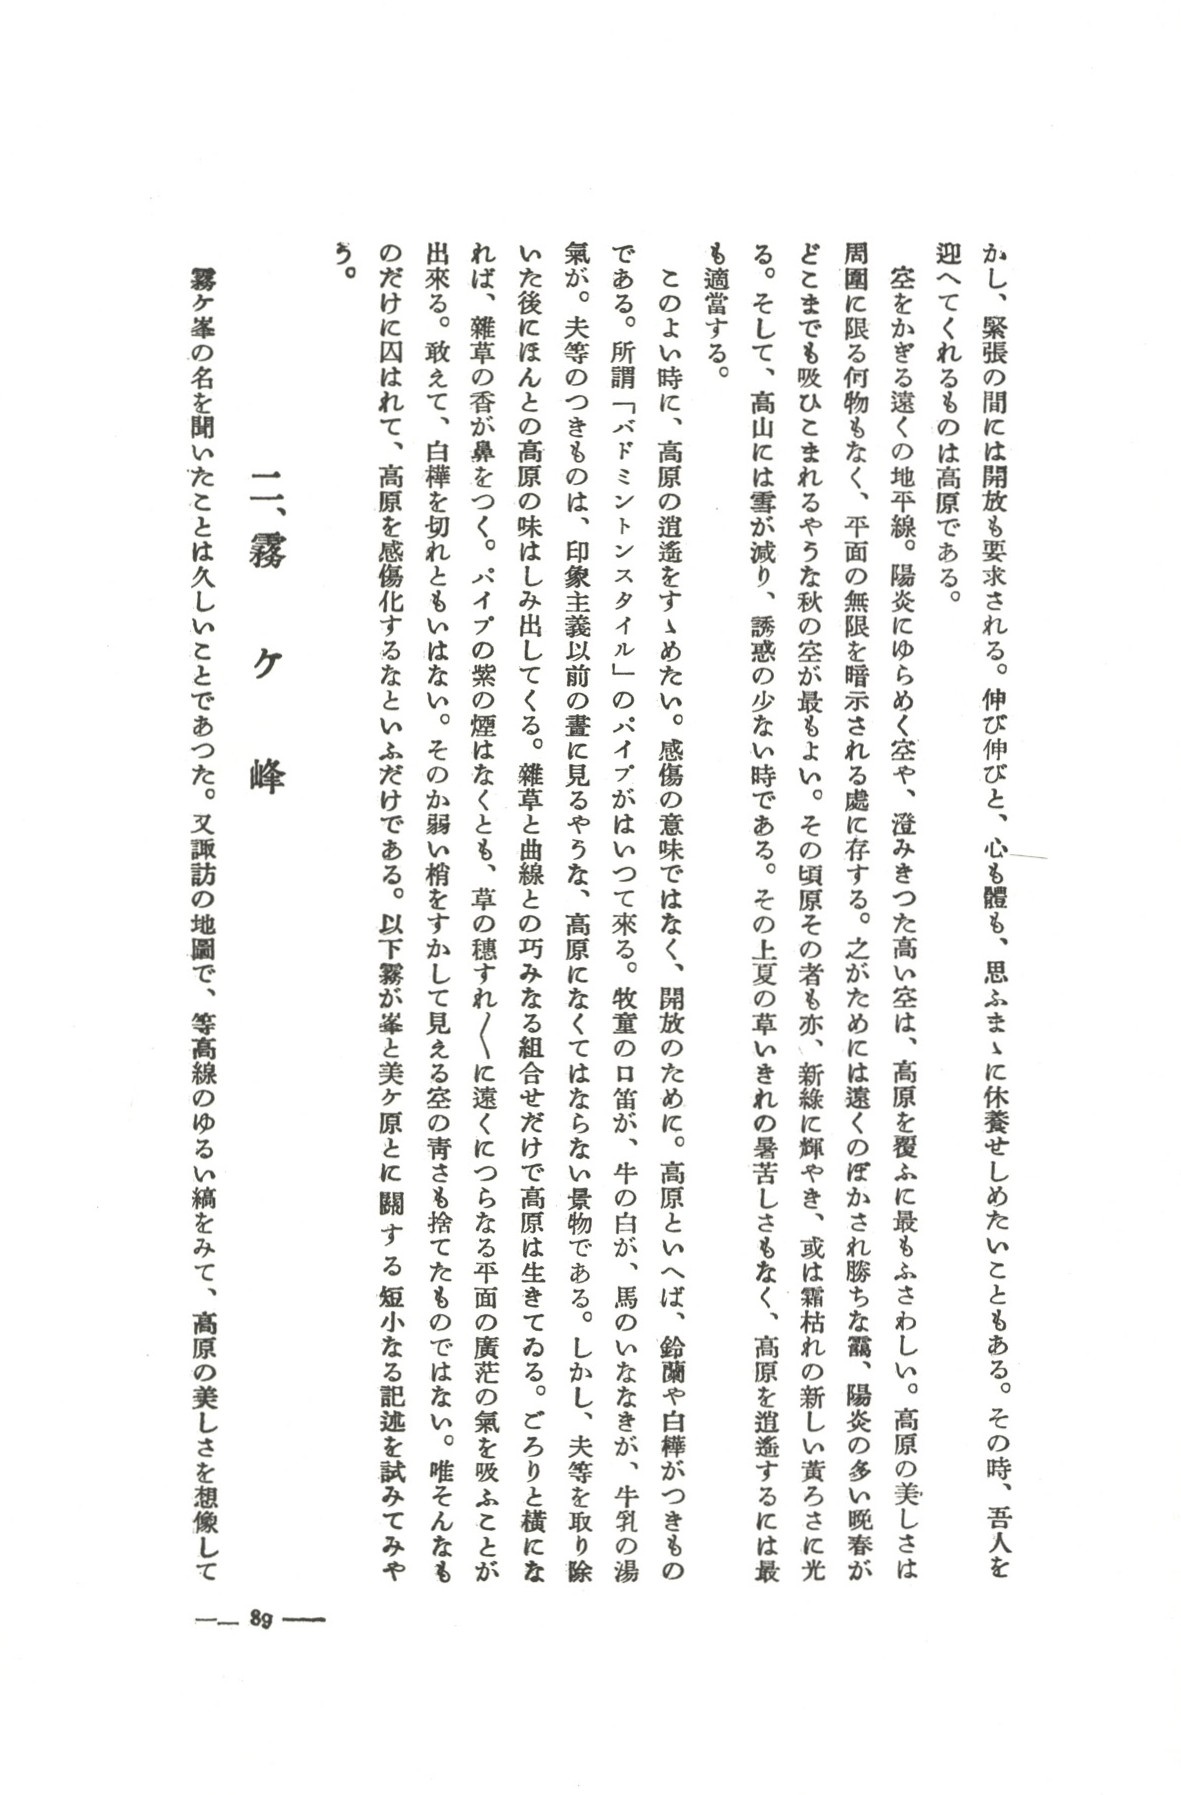 かし、緊張の間には開放も要求される。伸び伸びと、心も體も、思ふまゝに休養せしめたいこともある。その時、吾人を
迎へてくれるものは高原である。
空をかぎる遠くの地平線。陽炎にゆらめく空や、澄みきつた高い空は、高原を覆ふに最もふさわしい。高原の美しさは
周圍に限る何物もなく、平面の無限を暗示される處に存する。之がためには遠くのぼかされ勝ちな靄、陽炎の多い晩春が
どこまでも吸ひこまれるやうな秋の空が最もよい。その頃原その者も亦、新綠に輝やき、或は霜枯れの新しい黃ろさに光
る。そして、高山には雪が減り、誘惑の少ない時である。その上夏の草いきれの暑苦しさもなく、高原を逍遙するには最
も適當する。
このよい時に、高原の逍遙をすゝめたい。感傷の意味ではなく、開放のために。高原といへば、鈴蘭や白樺がつきもの
である。所謂「バドミントンスタイル」のパイプがはいつて來る。牧童の口笛が、牛の白が、馬のいななきが、牛乳の湯
氣が。夫等のつきものは、印象主義以前の畫に見るやうな、高原になくてはならない景物である。しかし、夫等を取り除
いた後にほんとの高原の味はしみ出してくる。雜草と曲線との巧みなる組合せだけで高原は生きてゐる。ごろりと橫にな
れば、雜草の香が鼻をつく。パイプの紫の煙はなくとも、草の穗すれ〳〵に遠くにつらなる平面の廣茫の氣を吸ふことが
出來る。敢えて、白樺を切れともいはない。そのか弱い梢をすかして見える空の靑さも捨てたものではない。唯そんなも
のだけに囚はれて、高原を感傷化するなといふだけである。以下霧が峯と美ケ原とに關する短小なる記述を試みてみや
う。
二、霧ケ峰
霧ケ峯の名を聞いたことは久しいことであつた。又諏訪の地圖で、等高線のゆるい縞をみて、高原の美しさを想像して
— 89 —